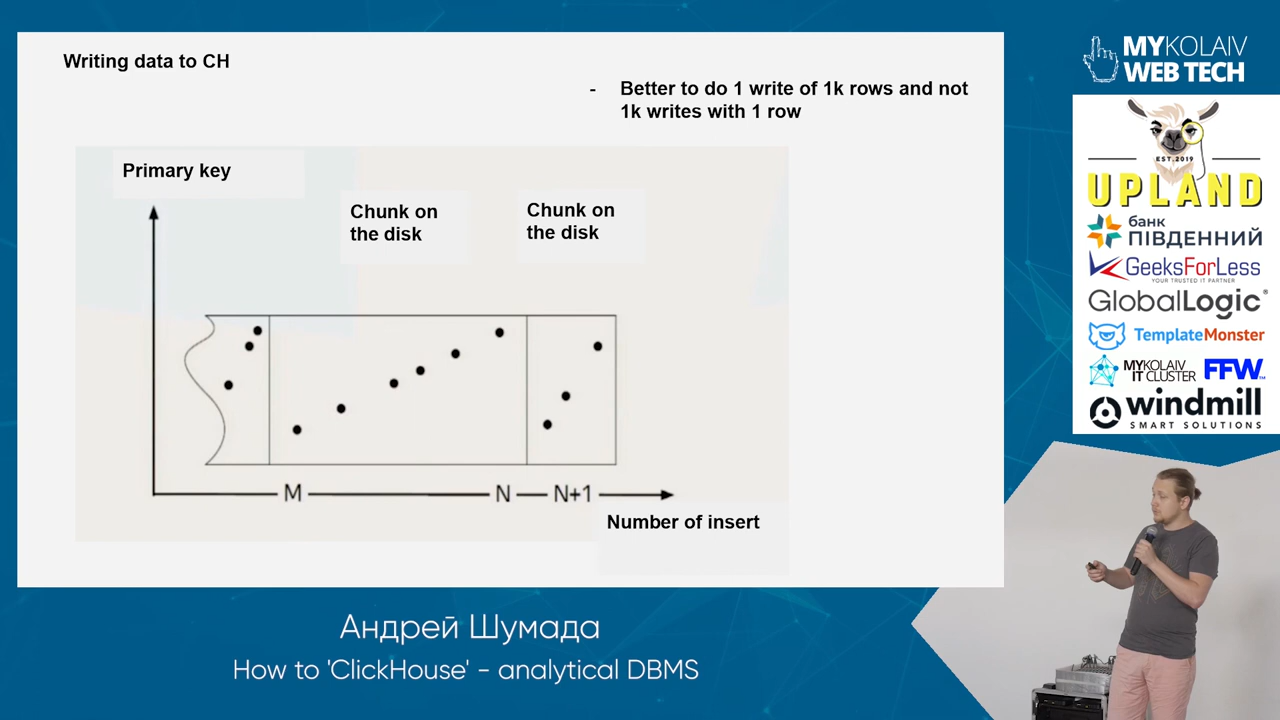 Writing data to CH
- Better to do 1 write of 1k rows and not
1k writes with 1 row
Primary key
Chunk on
the disk
Chunk on
the disk
M
N
N+1
Number of insert
Андрей Шумада
How to 'ClickHouse' - analytical DBMS
MYKOLAIV
WEB TECH
EST.2019
UPLAND
банк
ПІВДЕННИЙ
GeeksForLess
YOUR TRUSTED IT PARTNER
GlobalLogic
TemplateMonster
MYKOLAIV
IT CLUSTER
FFW
windmill
SMART SOLUTIONS